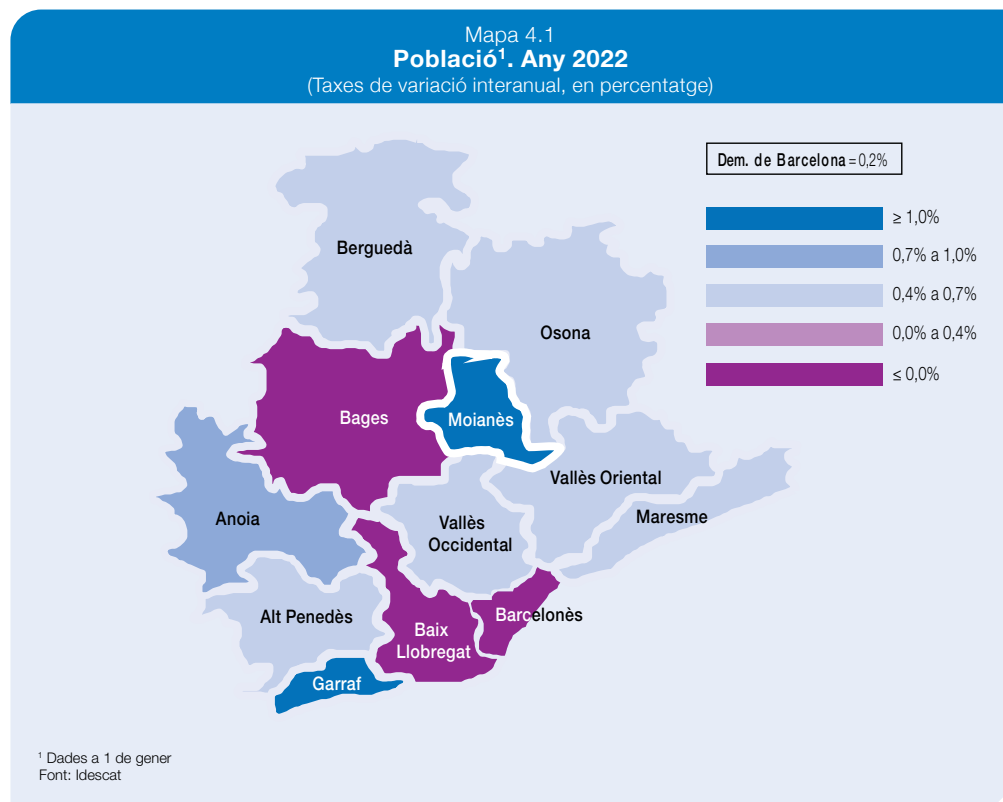 Mapa 4.1
Població¹. Any 2022
(Taxes de variació interanual, en percentatge)
Dem. de Barcelona = 0,2%
≥ 1,0%
0,7% a 1,0%
0,4% a 0,7%
0,0% a 0,4%
≤ 0,0%
Berguedà
Osona
Bages
Moianès
Vallès Oriental
Maresme
Anoia
Vallès
Occidental
Alt Penedès
Baix
Llobregat
Barcelonès
Garraf
¹ Dades a 1 de gener
Font: Idescat